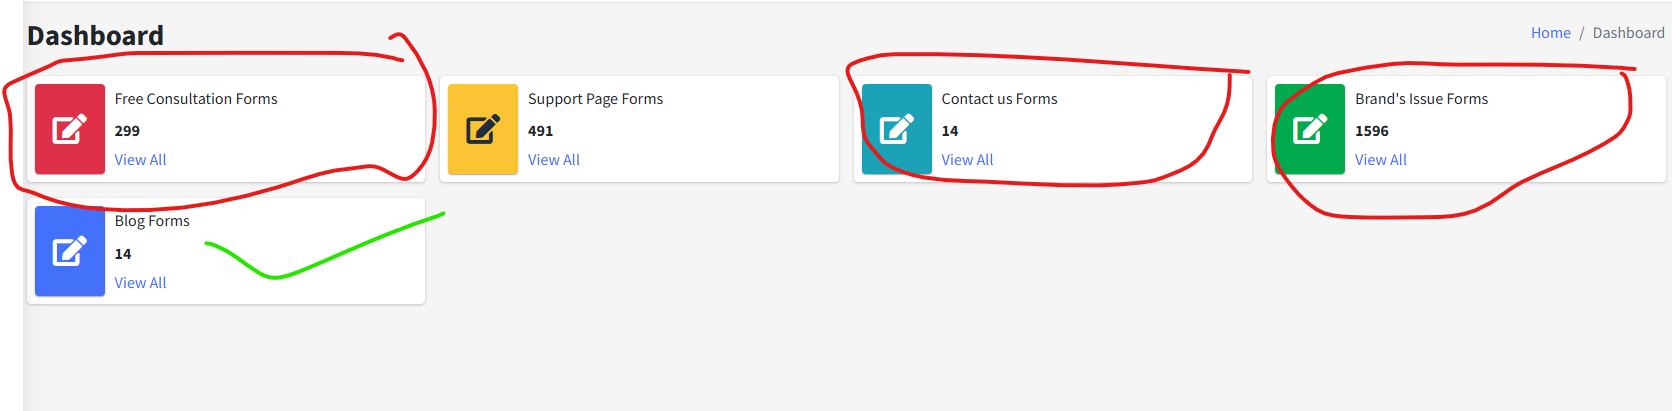 Dashboard
Home / Dashboard
Free Consultation Forms
299
View All
Support Page Forms
491
View All
Contact us Forms
14
View All
Brand's Issue Forms
1596
View All
Blog Forms
14
View All